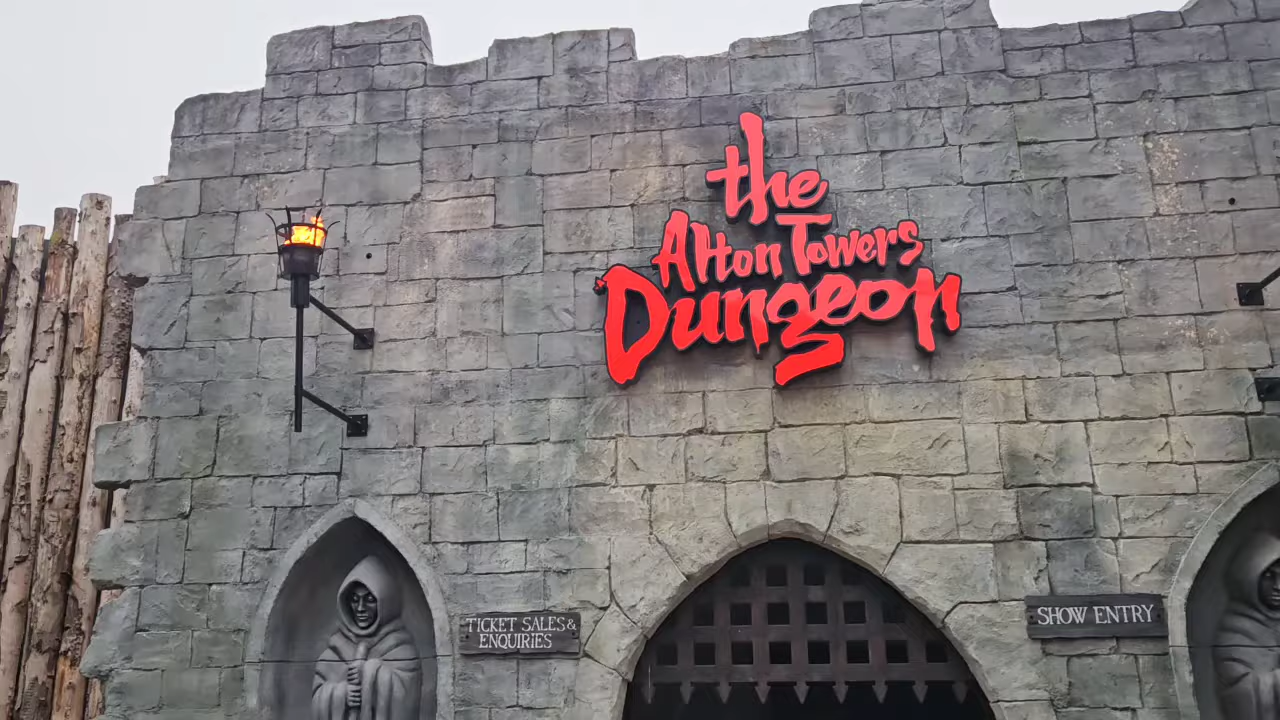 the
Alton Towers
Dungeon
TICKET SALES &
ENQUIRIES
SHOW ENTRY